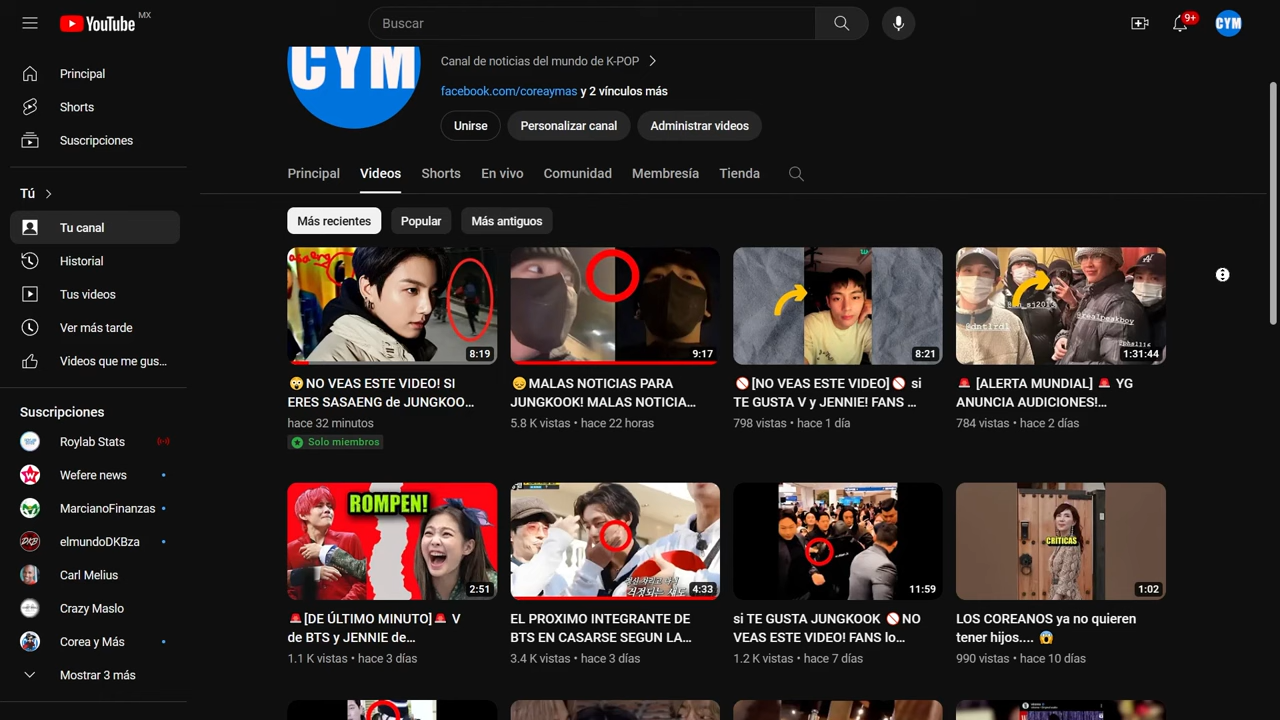 YouTube MX
Buscar
9+
CYM
CYM
Canal de noticias del mundo de K-POP
facebook.com/coreaymas y 2 vínculos más
Unirse
Personalizar canal
Administrar videos
Principal
Shorts
Suscripciones
Tú
Tu canal
Historial
Tus videos
Ver más tarde
Videos que me gus...
Suscripciones
Roylab Stats
Wefere news
MarcianoFinanzas
elmundoDKBza
Carl Melius
Crazy Maslo
Corea y Más
Mostrar 3 más
Principal
Videos
Shorts
En vivo
Comunidad
Membresía
Tienda
Más recientes
Popular
Más antiguos
8:19
😳NO VEAS ESTE VIDEO! SI
ERES SASAENG de JUNGKOO...
hace 32 minutos
Solo miembros
9:17
😞MALAS NOTICIAS PARA
JUNGKOOK! MALAS NOTICIA...
5.8 K vistas • hace 22 horas
8:21
🚫[NO VEAS ESTE VIDEO]🚫 si
TE GUSTA V y JENNIE! FANS ...
798 vistas • hace 1 día
@realpeakboy
1:31:44
🚨 [ALERTA MUNDIAL] 🚨 YG
ANUNCIA AUDICIONES!...
784 vistas • hace 2 días
ROMPEN!
2:51
🚨[DE ÚLTIMO MINUTO]🚨 V
de BTS y JENNIE de...
1.1 K vistas • hace 3 días
4:33
EL PROXIMO INTEGRANTE DE
BTS EN CASARSE SEGUN LA...
3.4 K vistas • hace 3 días
11:59
si TE GUSTA JUNGKOOK 🚫NO
VEAS ESTE VIDEO! FANS lo...
1.2 K vistas • hace 7 días
CRÍTICAS
1:02
LOS COREANOS ya no quieren
tener hijos.... 😱
990 vistas • hace 10 días